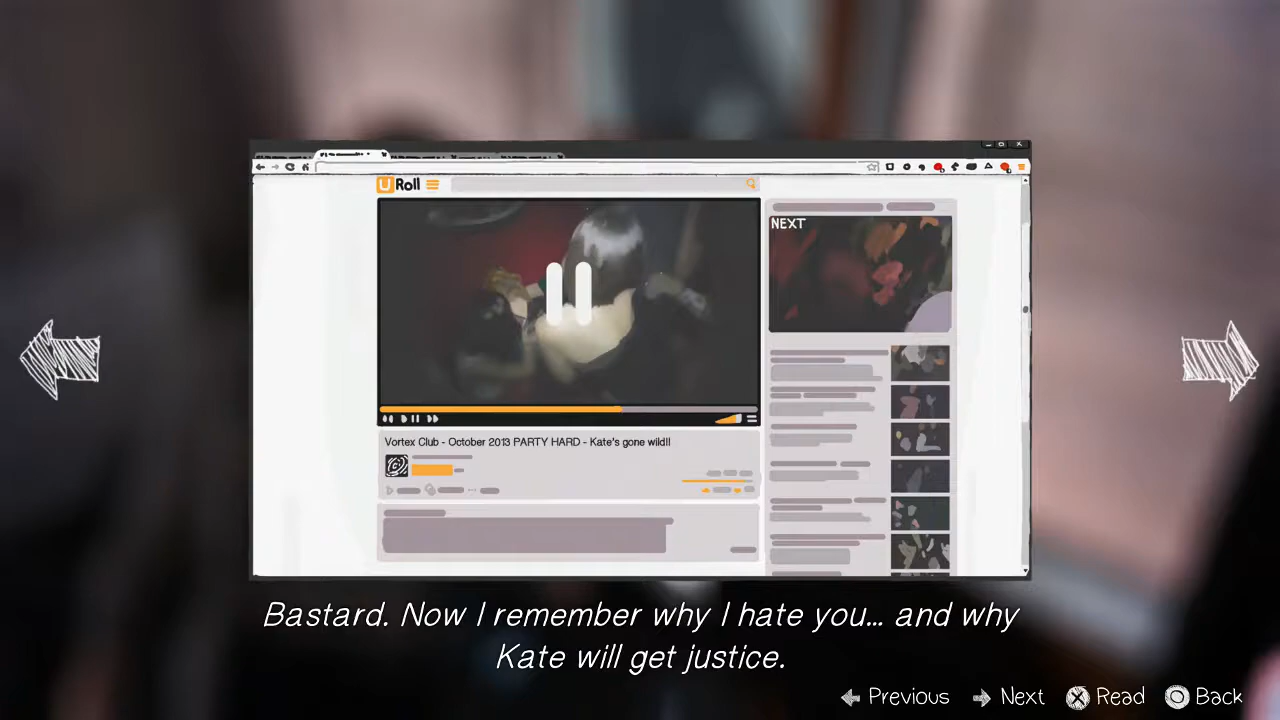 U Roll
NEXT
Vortex Club - October 2013 PARTY HARD - Kate's gone wild!!
Bastard. Now I remember why I hate you... and why
Kate will get justice.
Previous Next Read Back